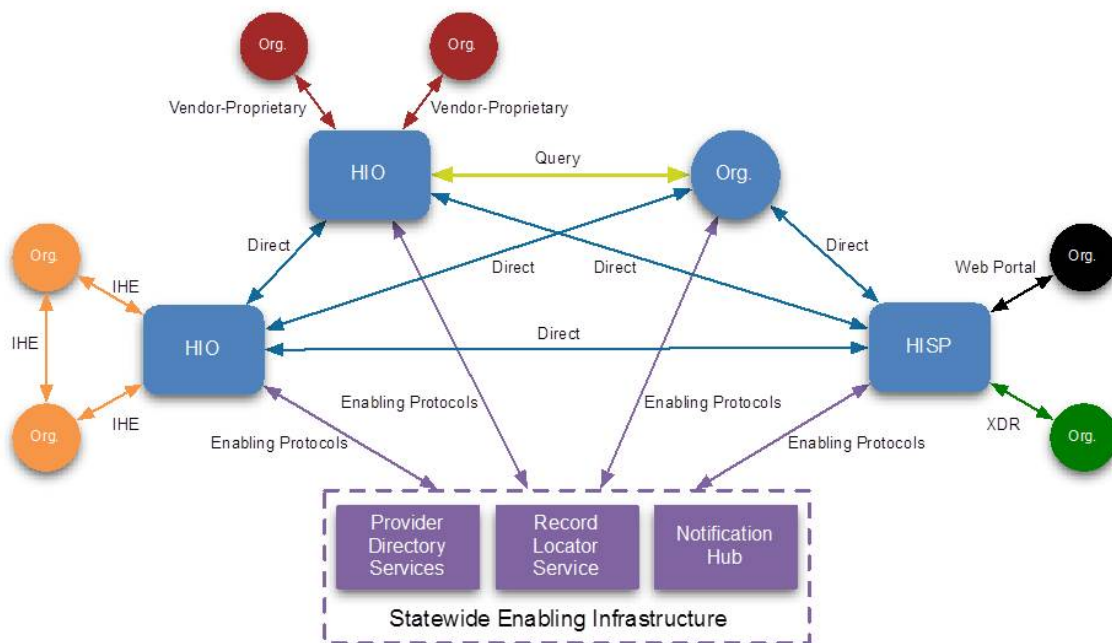 Org.
Org.
Vendor-Proprietary
Vendor-Proprietary
HIO
Query
Org.
Org.
IHE
Direct
Direct
Direct
Direct
Web Portal
Org.
IHE
HIO
Direct
HISP
Org.
IHE
Enabling Protocols
Enabling Protocols
Enabling Protocols
Enabling Protocols
XDR
Org.
Provider
Directory
Services
Record
Locator
Service
Notification
Hub
Statewide Enabling Infrastructure